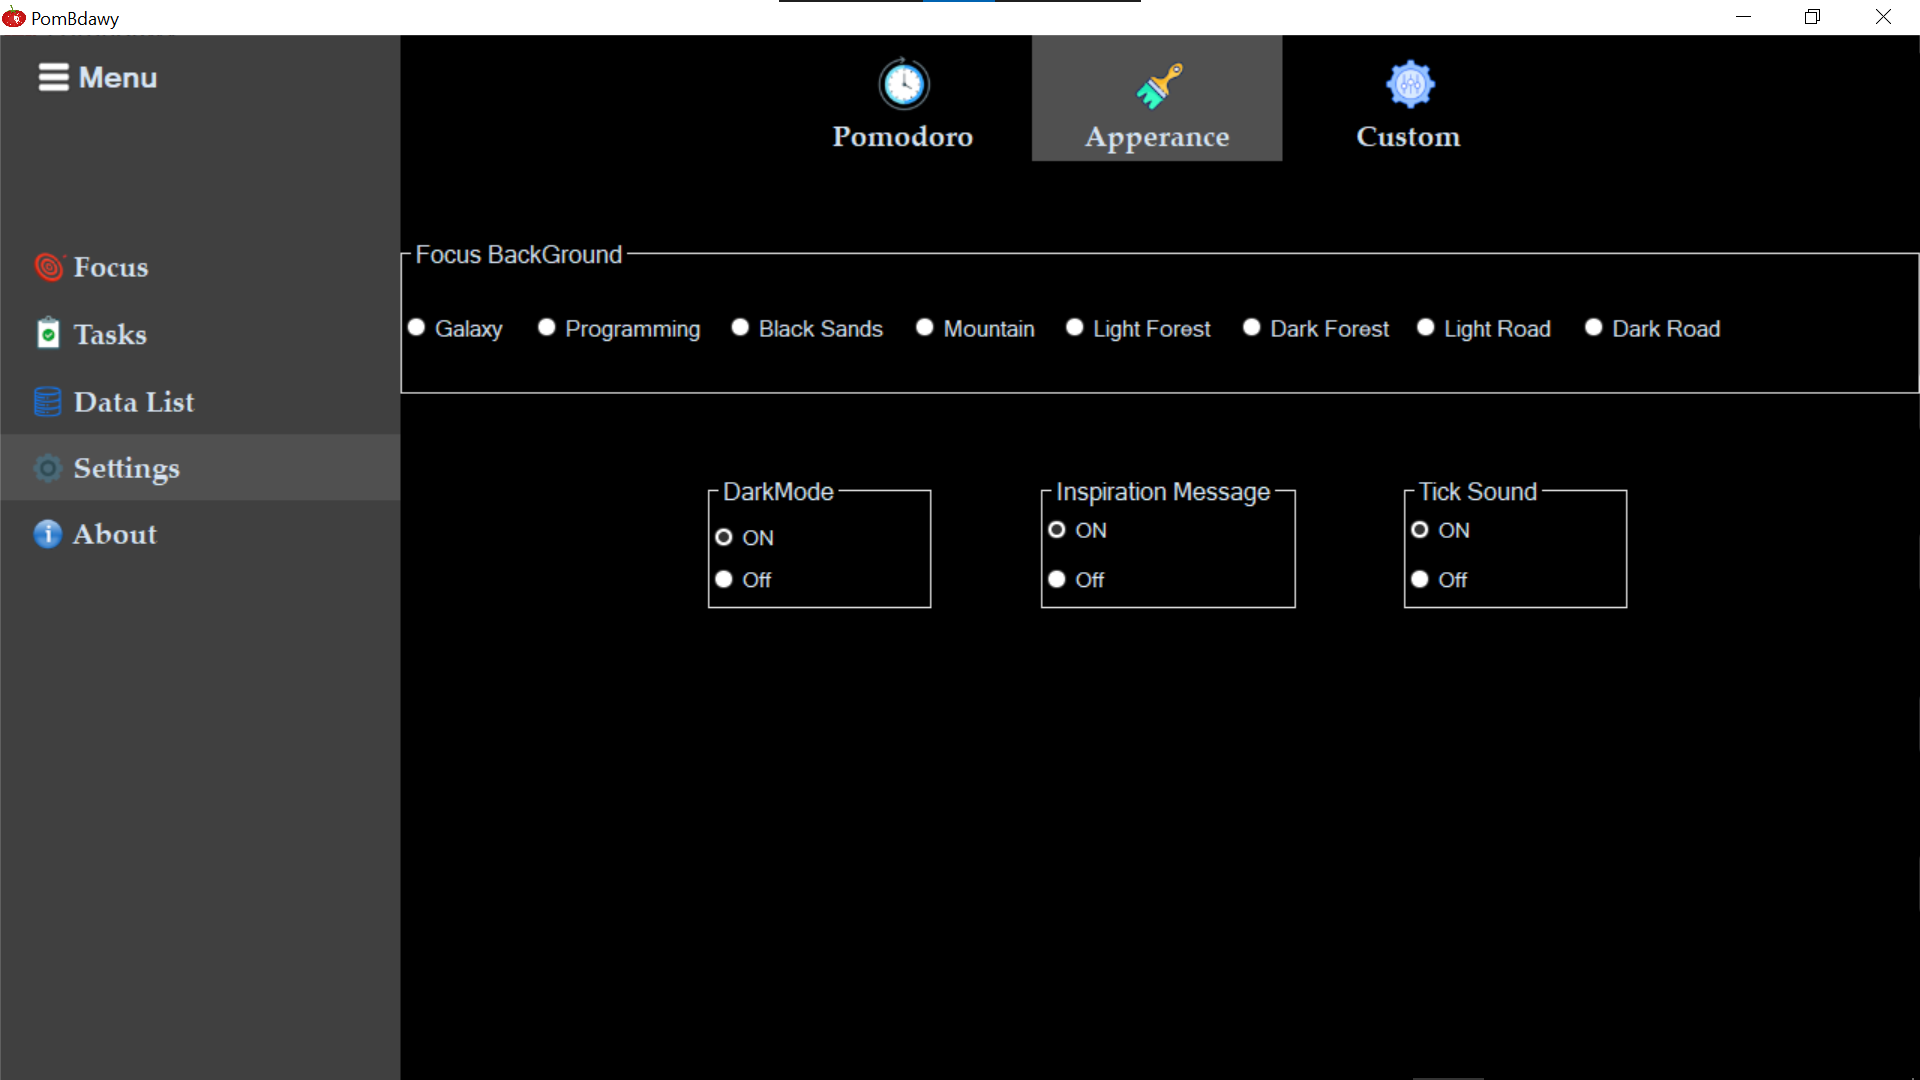 PomBdawy
Menu
Pomodoro
Apperance
Custom
Focus
Tasks
Data List
Settings
About
Focus BackGround
Galaxy Programming Black Sands Mountain Light Forest Dark Forest Light Road Dark Road
DarkMode
ON
Off
Inspiration Message
ON
Off
Tick Sound
ON
Off